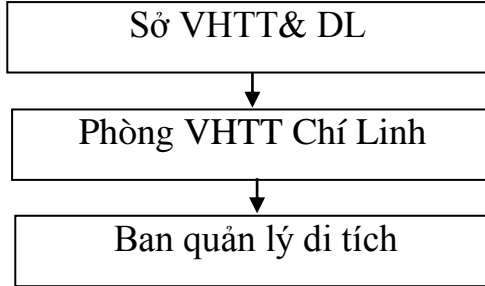 Sở VHTT& DL
Phòng VHTT Chí Linh
Ban quản lý di tích